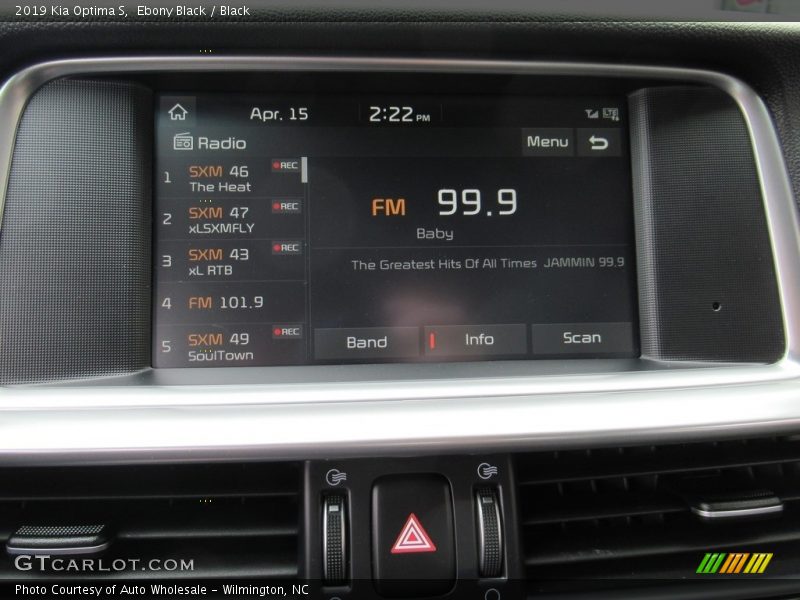 2019 Kia Optima S, Ebony Black / Black
Apr. 15 2:22 PM
Radio Menu
1 SXM 46 REC
The Heat
2 SXM 47 REC
xLSXMFLY
3 SXM 43 REC
xL RTB
4 FM 101.9
5 SXM 49 REC
SoulTown
FM 99.9
Baby
The Greatest Hits Of All Times JAMMIN 99.9
Band Info Scan
GTCARLOT.COM
Photo Courtesy of Auto Wholesale - Wilmington, NC